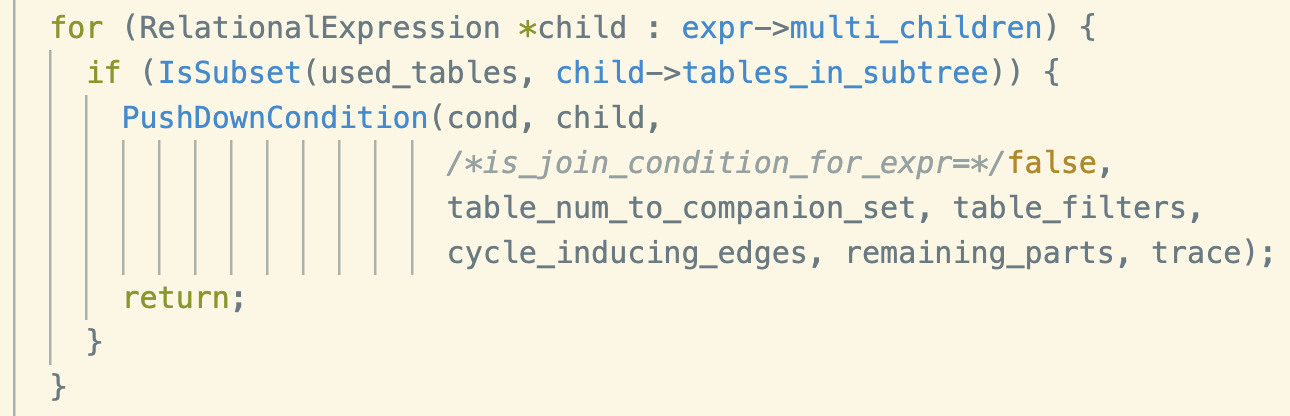 for (RelationalExpression *child : expr->multi_children) {
if (IsSubset(used_tables, child->tables_in_subtree)) {
PushDownCondition(cond, child,
/*is_join_condition_for_expr=*/false,
table_num_to_companion_set, table_filters,
cycle_inducing_edges, remaining_parts, trace);
return;
}
}